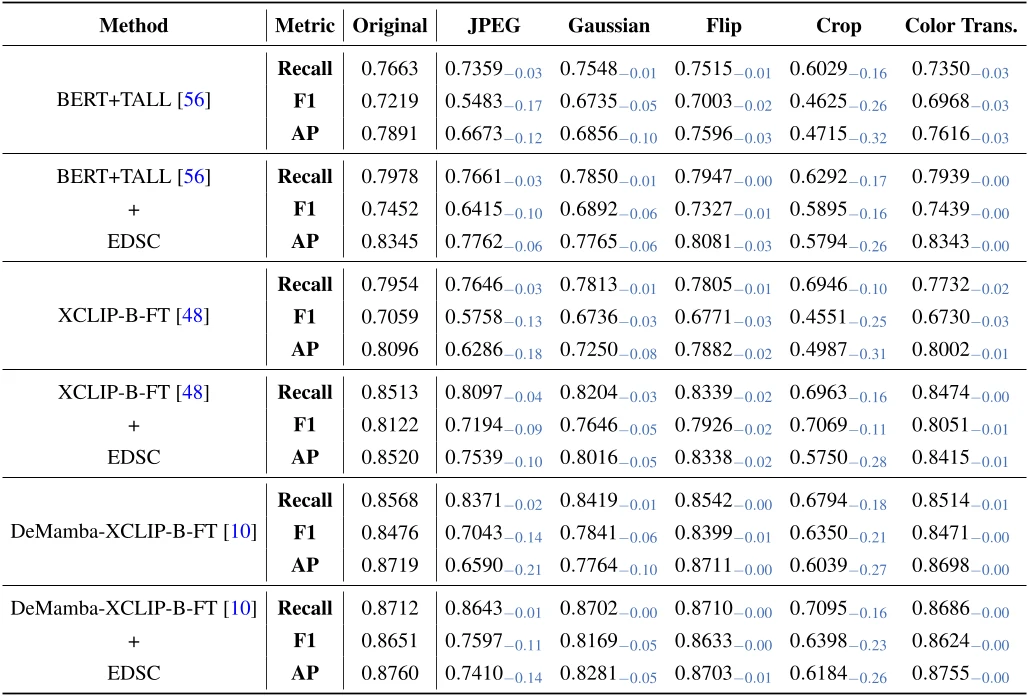 Method Metric Original JPEG Gaussian Flip Crop Color Trans.
Recall 0.7663 0.7359−0.03 0.7548−0.01 0.7515−0.01 0.6029−0.16 0.7350−0.03
BERT+TALL [56] F1 0.7219 0.5483−0.17 0.6735−0.05 0.7003−0.02 0.4625−0.26 0.6968−0.03
AP 0.7891 0.6673−0.12 0.6856−0.10 0.7596−0.03 0.4715−0.32 0.7616−0.03
BERT+TALL [56] Recall 0.7978 0.7661−0.03 0.7850−0.01 0.7947−0.00 0.6292−0.17 0.7939−0.00
+ F1 0.7452 0.6415−0.10 0.6892−0.06 0.7327−0.01 0.5895−0.16 0.7439−0.00
EDSC AP 0.8345 0.7762−0.06 0.7765−0.06 0.8081−0.03 0.5794−0.26 0.8343−0.00
Recall 0.7954 0.7646−0.03 0.7813−0.01 0.7805−0.01 0.6946−0.10 0.7732−0.02
XCLIP-B-FT [48] F1 0.7059 0.5758−0.13 0.6736−0.03 0.6771−0.03 0.4551−0.25 0.6730−0.03
AP 0.8096 0.6286−0.18 0.7250−0.08 0.7882−0.02 0.4987−0.31 0.8002−0.01
XCLIP-B-FT [48] Recall 0.8513 0.8097−0.04 0.8204−0.03 0.8339−0.02 0.6963−0.16 0.8474−0.00
+ F1 0.8122 0.7194−0.09 0.7646−0.05 0.7926−0.02 0.7069−0.11 0.8051−0.01
EDSC AP 0.8520 0.7539−0.10 0.8016−0.05 0.8338−0.02 0.5750−0.28 0.8415−0.01
Recall 0.8568 0.8371−0.02 0.8419−0.01 0.8542−0.00 0.6794−0.18 0.8514−0.01
DeMamba-XCLIP-B-FT [10] F1 0.8476 0.7043−0.14 0.7841−0.06 0.8399−0.01 0.6350−0.21 0.8471−0.00
AP 0.8719 0.6590−0.21 0.7764−0.10 0.8711−0.00 0.6039−0.27 0.8698−0.00
DeMamba-XCLIP-B-FT [10] Recall 0.8712 0.8643−0.01 0.8702−0.00 0.8710−0.00 0.7095−0.16 0.8686−0.00
+ F1 0.8651 0.7597−0.11 0.8169−0.05 0.8633−0.00 0.6398−0.23 0.8624−0.00
EDSC AP 0.8760 0.7410−0.14 0.8281−0.05 0.8703−0.01 0.6184−0.26 0.8755−0.00